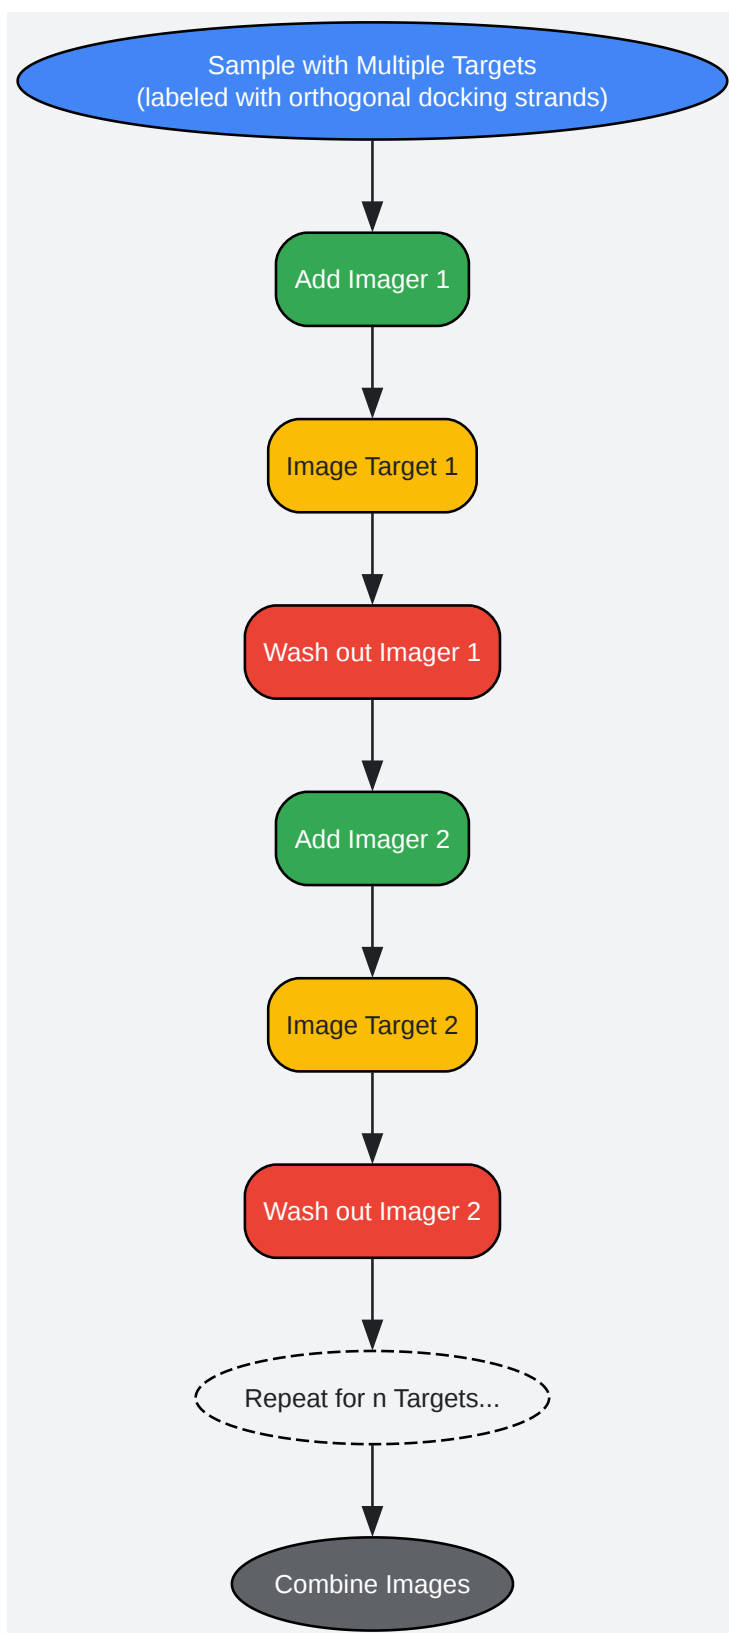 Sample with Multiple Targets
(labeled with orthogonal docking strands)
Add Imager 1
Image Target 1
Wash out Imager 1
Add Imager 2
Image Target 2
Wash out Imager 2
Repeat for n Targets...
Combine Images